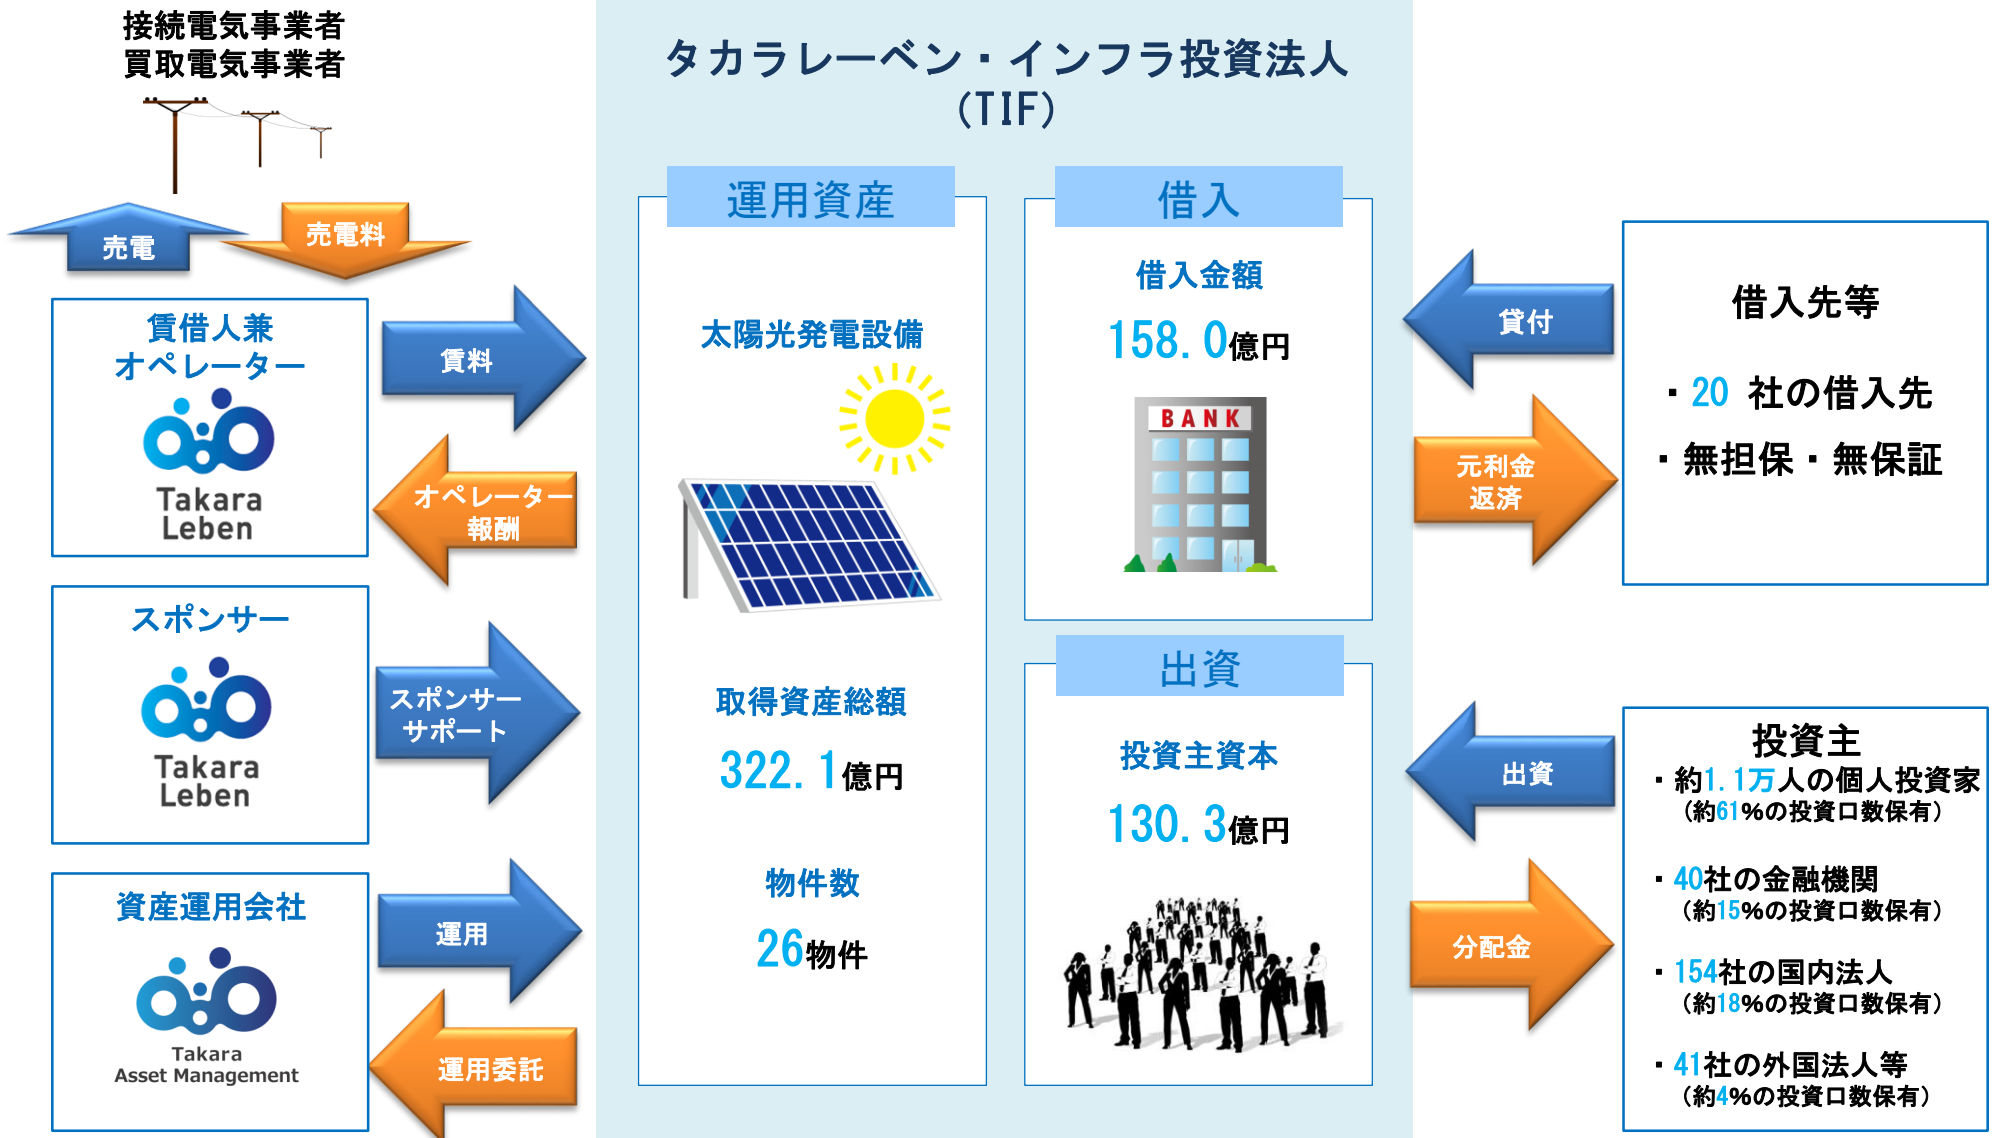 接続電気事業者
買取電気事業者
売電
売電料
賃借人兼
オペレーター
Takara
Leben
賃料
オペレーター
報酬
スポンサー
Takara
Leben
スポンサー
サポート
資産運用会社
Takara
Asset Management
運用
運用委託
タカラレーベン・インフラ投資法人
(TIF)
運用資産
太陽光発電設備
取得資産総額
322.1億円
物件数
26物件
借入
借入金額
158.0億円
BANK
出資
投資主資本
130.3億円
貸付
元利金
返済
借入先等
・20 社の借入先
・無担保・無保証
出資
分配金
投資主
・約1.1万人の個人投資家
（約61%の投資口数保有）
・40社の金融機関
（約15%の投資口数保有）
・154社の国内法人
（約18%の投資口数保有）
・41社の外国法人等
（約4%の投資口数保有）